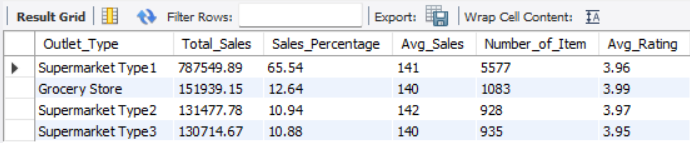 Result Grid Filter Rows: Export: Wrap Cell Content: IA
Outlet_Type Total_Sales Sales_Percentage Avg_Sales Number_of_Item Avg_Rating
Supermarket Type1 787549.89 65.54 141 5577 3.96
Grocery Store 151939.15 12.64 140 1083 3.99
Supermarket Type2 131477.78 10.94 142 928 3.97
Supermarket Type3 130714.67 10.88 140 935 3.95